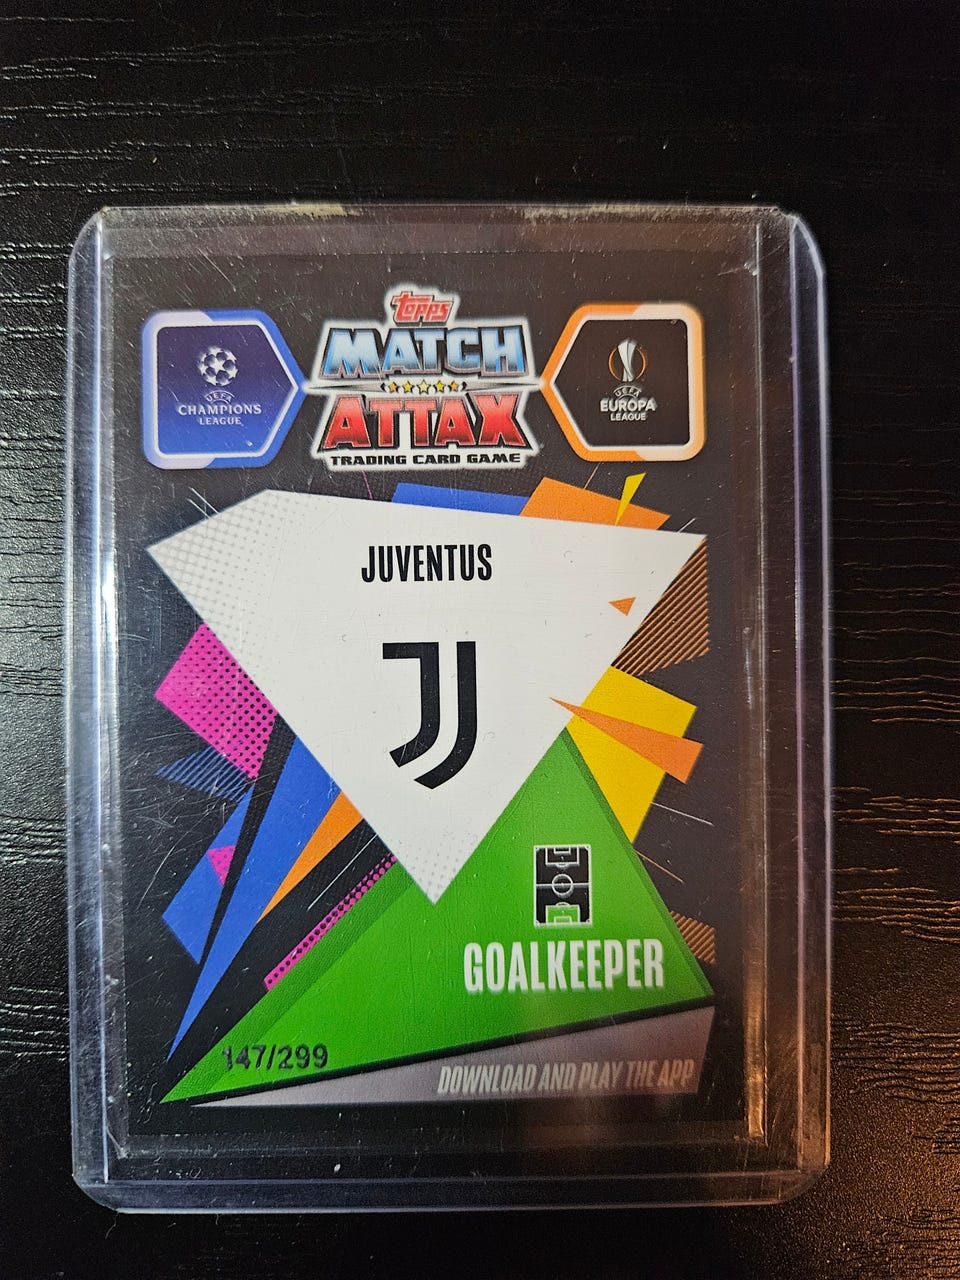 topps
MATCH
ATTAX
TRADING CARD GAME
UEFA
CHAMPIONS
LEAGUE
UEFA
EUROPA
LEAGUE
JUVENTUS
GOALKEEPER
147/299
DOWNLOAD AND PLAY THE APP